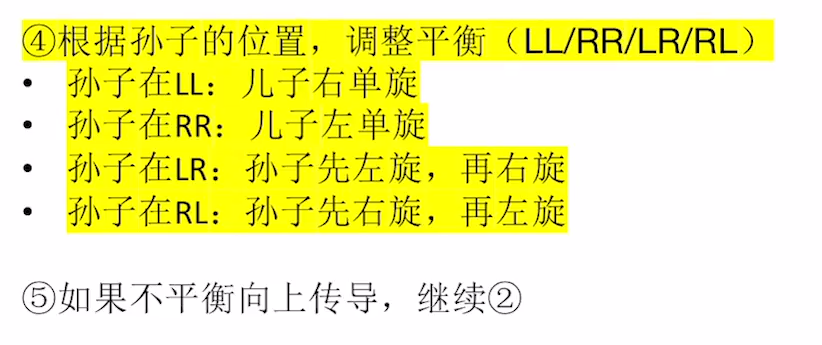 ④根据孙子的位置，调整平衡（LL/RR/LR/RL）
• 孙子在LL：儿子右单旋
• 孙子在RR：儿子左单旋
• 孙子在LR：孙子先左旋，再右旋
• 孙子在RL：孙子先右旋，再左旋
⑤如果不平衡向上传导，继续②